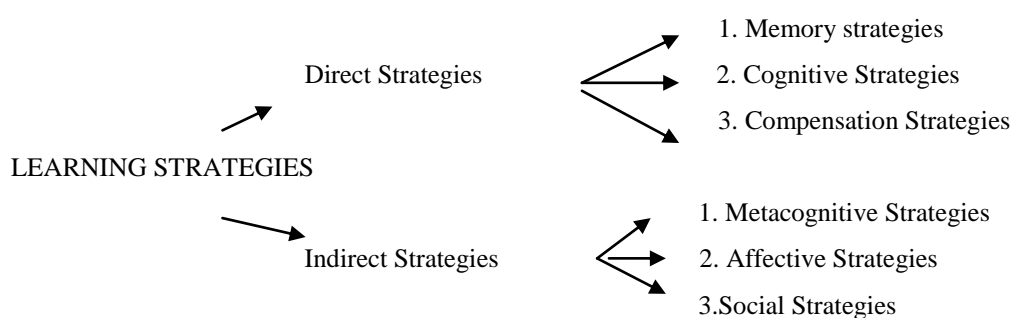 1. Memory strategies
Direct Strategies
2. Cognitive Strategies
3. Compensation Strategies
LEARNING STRATEGIES
1. Metacognitive Strategies
Indirect Strategies
2. Affective Strategies
3.Social Strategies